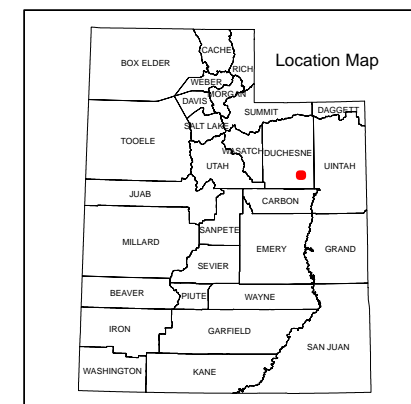 Location Map
BOX ELDER
CACHE
RICH
WEBER
MORGAN
DAVIS
SUMMIT
DAGGETT
SALT LAKE
TOOELE
WASATCH
DUCHESNE
UTAH
UINTAH
JUAB
CARBON
SANPETE
MILLARD
EMERY
GRAND
SEVIER
BEAVER
PIUTE
WAYNE
IRON
GARFIELD
SAN JUAN
WASHINGTON
KANE